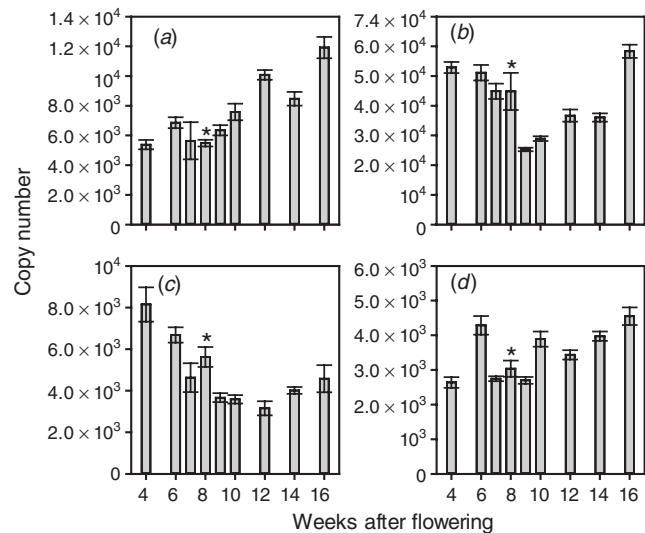 Copy number
(a)
1.4 × 10⁴
1.2 × 10⁴
10⁴
8.0 × 10³
6.0 × 10³
4.0 × 10³
2.0 × 10³
0
*
(b)
7.4 × 10⁴
6.0 × 10⁴
5.0 × 10⁴
4.0 × 10⁴
3.0 × 10⁴
2.0 × 10⁴
10⁴
0
*
(c)
10⁴
8.0 × 10³
6.0 × 10³
4.0 × 10³
2.0 × 10³
0
*
4 6 8 10 12 14 16
(d)
6.0 × 10³
5.0 × 10³
4.0 × 10³
3.0 × 10³
2.0 × 10³
10³
0
*
4 6 8 10 12 14 16
Weeks after flowering